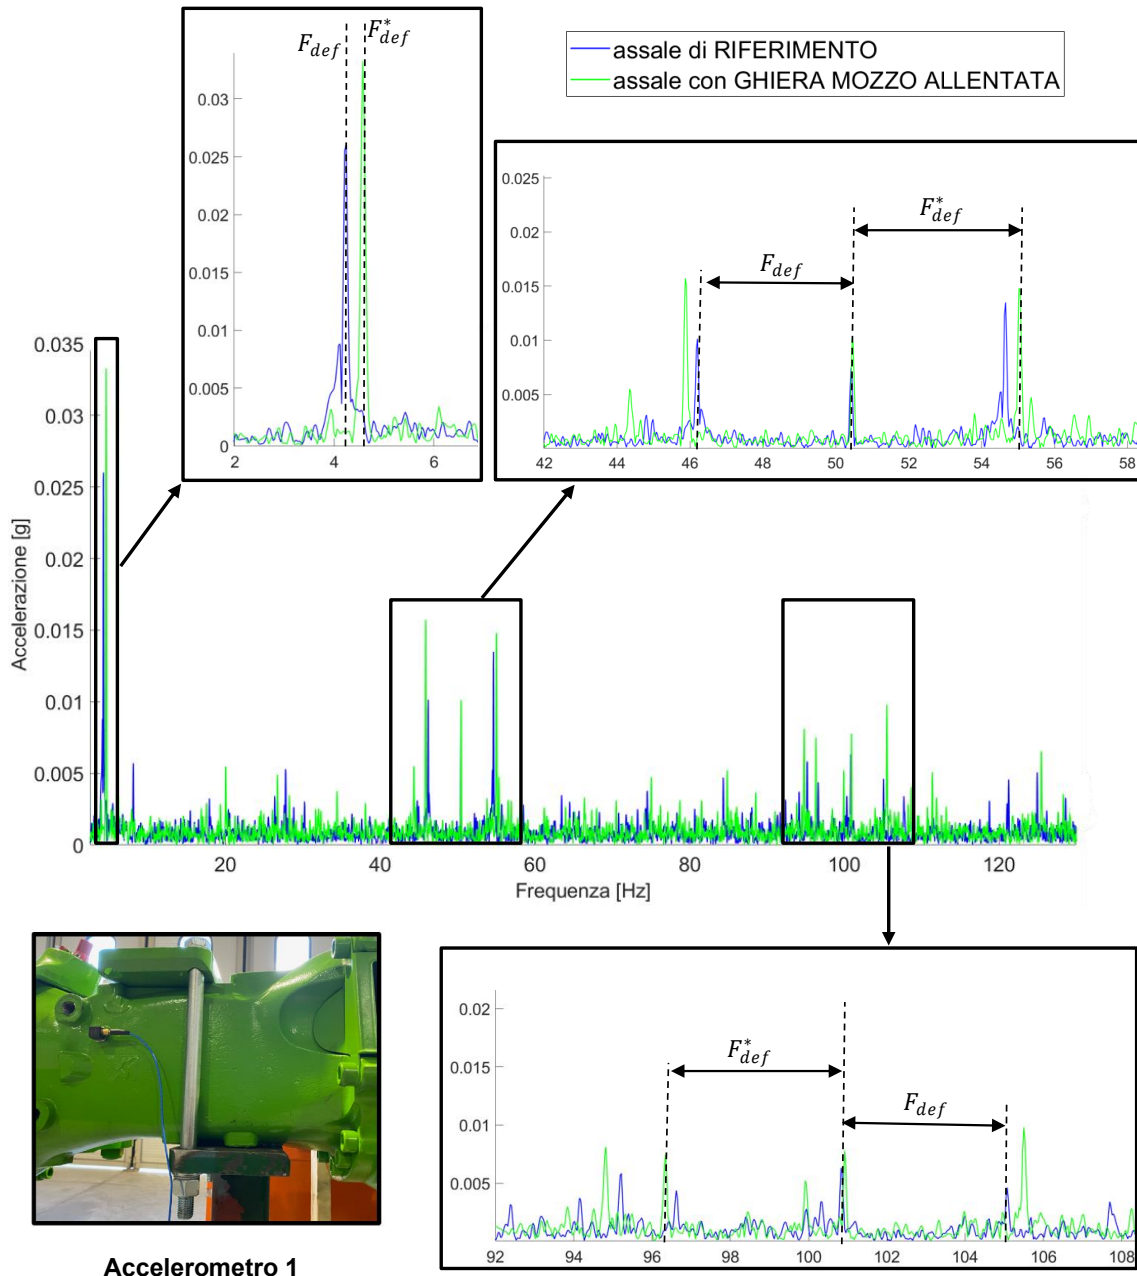 assale di RIFERIMENTO
assale con GHIERA MOZZO ALLENTATA
F_def F*_def
0.03
0.025
0.02
0.015
0.01
0.005
0
2 4 6
0.025
0.02
0.015
0.01
0.005
F_def
F*_def
42 44 46 48 50 52 54 56 58
Accelerazione [g]
0.035
0.03
0.025
0.02
0.015
0.01
0.005
0
20 40 60 80 100 120
Frequenza [Hz]
0.02
0.015
0.01
0.005
F*_def
F_def
92 94 96 98 100 102 104 106 108
Accelerometro 1